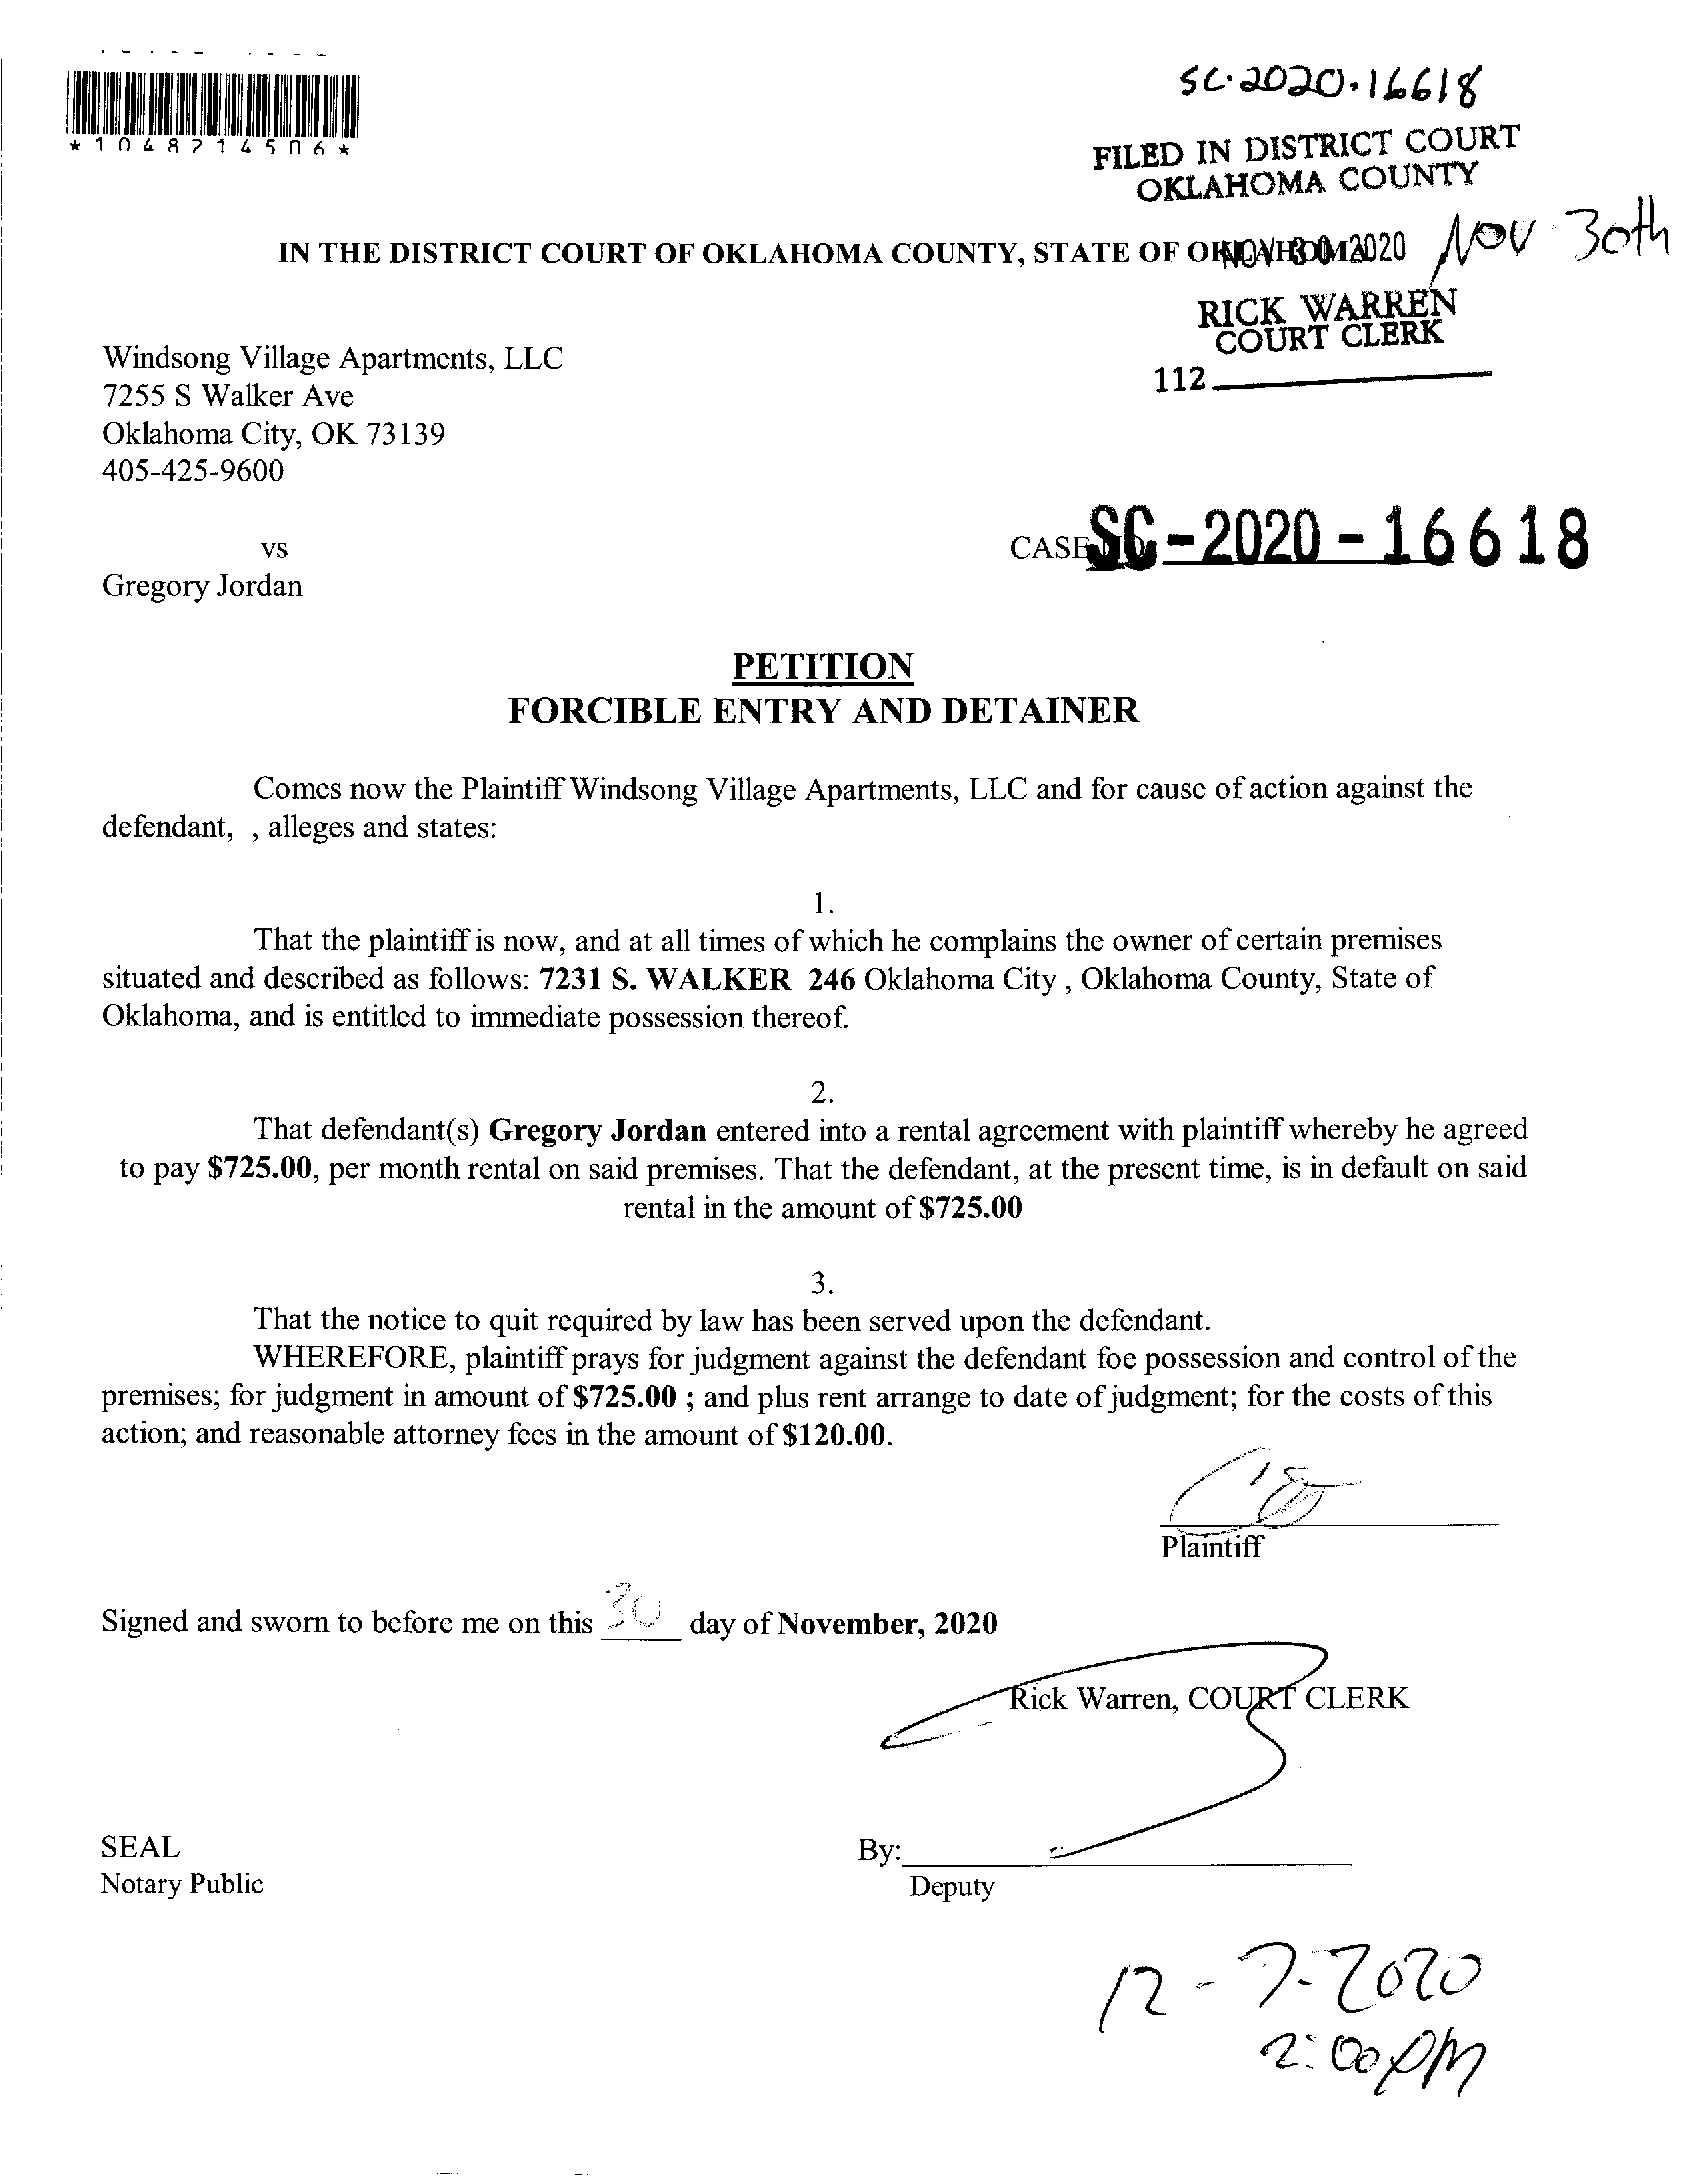 SC-2020-16618
*1048714506*
FILED IN DISTRICT COURT
OKLAHOMA COUNTY
IN THE DISTRICT COURT OF OKLAHOMA COUNTY, STATE OF OKLAHOMA
NOV 30 2020
Nov 30th
RICK WARREN
COURT CLERK
112
Windsong Village Apartments, LLC
7255 S Walker Ave
Oklahoma City, OK 73139
405-425-9600
vs
CASE NO. SC-2020-16618
Gregory Jordan
PETITION
FORCIBLE ENTRY AND DETAINER
Comes now the Plaintiff Windsong Village Apartments, LLC and for cause of action against the
defendant, , alleges and states:
1.
That the plaintiff is now, and at all times of which he complains the owner of certain premises
situated and described as follows: 7231 S. WALKER 246 Oklahoma City , Oklahoma County, State of
Oklahoma, and is entitled to immediate possession thereof.
2.
That defendant(s) Gregory Jordan entered into a rental agreement with plaintiff whereby he agreed
to pay $725.00, per month rental on said premises. That the defendant, at the present time, is in default on said
rental in the amount of $725.00
3.
That the notice to quit required by law has been served upon the defendant.
WHEREFORE, plaintiff prays for judgment against the defendant foe possession and control of the
premises; for judgment in amount of $725.00 ; and plus rent arrange to date of judgment; for the costs of this
action; and reasonable attorney fees in the amount of $120.00.
Plaintiff
Signed and sworn to before me on this 30 day of November, 2020
Rick Warren, COURT CLERK
SEAL
By:
Notary Public
Deputy
12-7-2020
2:00pm